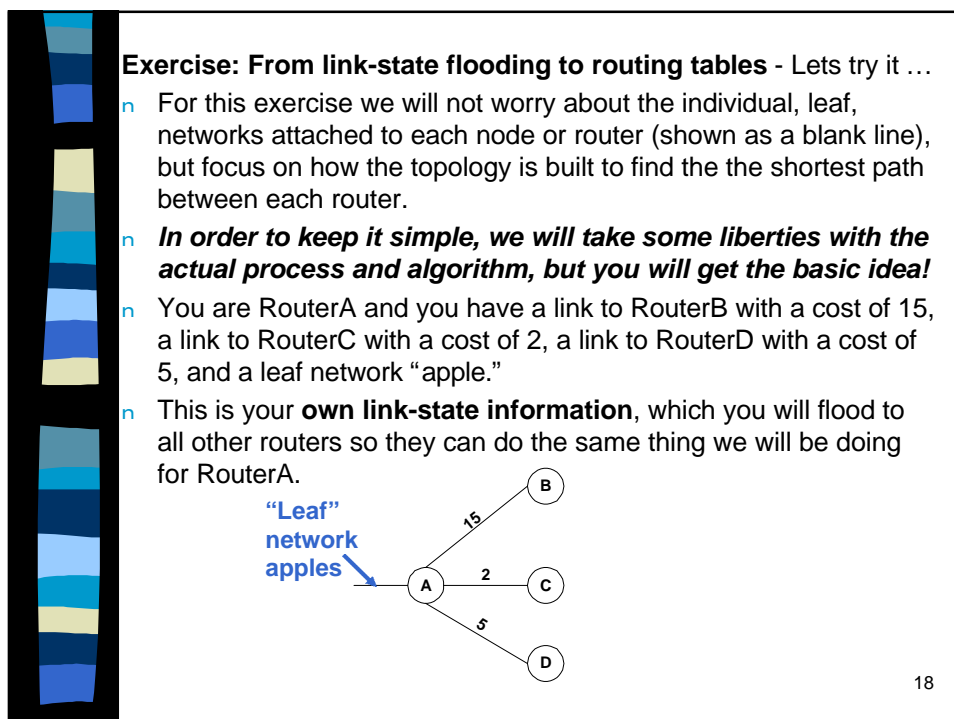 Exercise: From link-state flooding to routing tables - Lets try it …
n For this exercise we will not worry about the individual, leaf,
networks attached to each node or router (shown as a blank line),
but focus on how the topology is built to find the the shortest path
between each router.
n In order to keep it simple, we will take some liberties with the
actual process and algorithm, but you will get the basic idea!
n You are RouterA and you have a link to RouterB with a cost of 15,
a link to RouterC with a cost of 2, a link to RouterD with a cost of
5, and a leaf network “apple.”
n This is your own link-state information, which you will flood to
all other routers so they can do the same thing we will be doing
for RouterA.
“Leaf”
network
apples
B
15
A
2
C
5
D
18